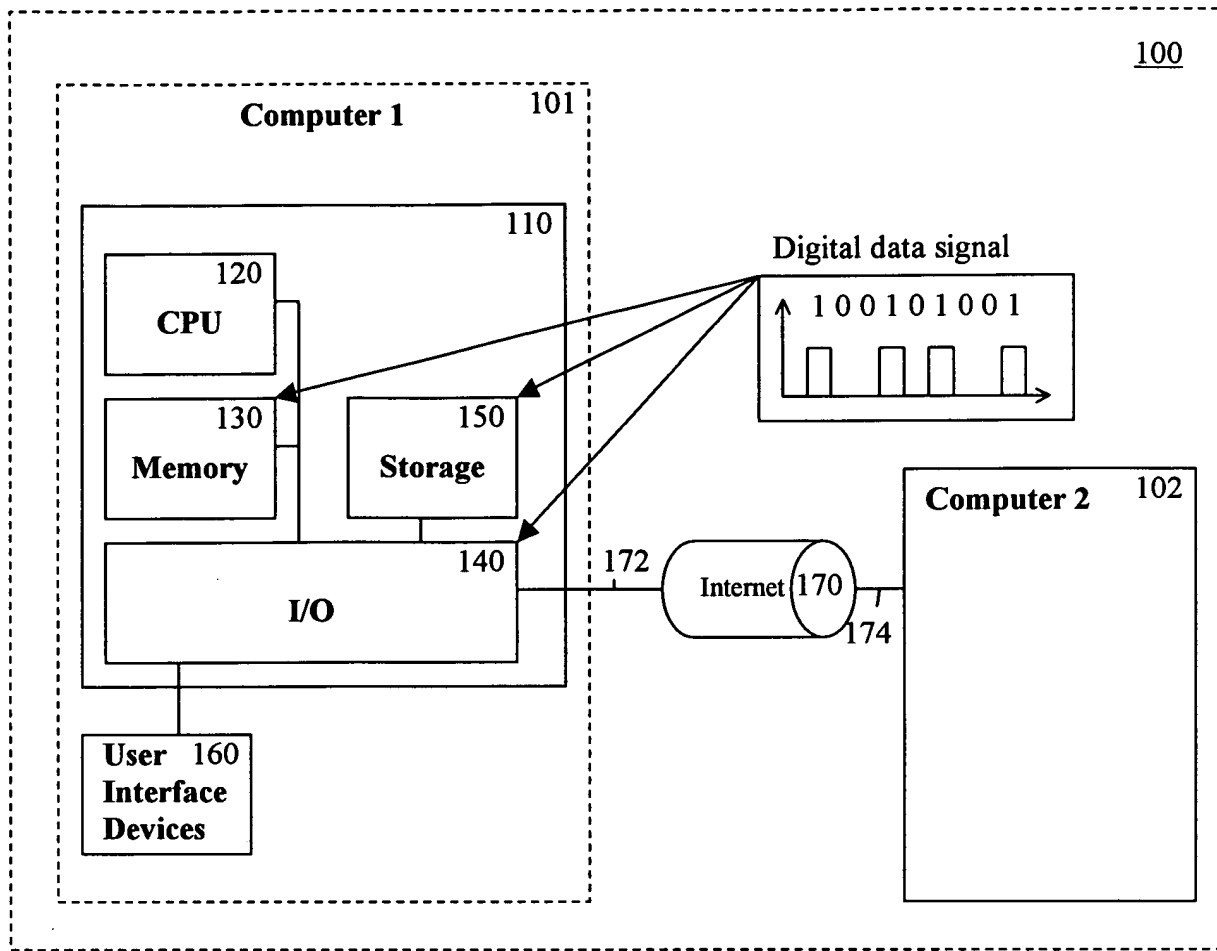 100
Computer 1
101
110
120
CPU
130
Memory
150
Storage
140
I/O
User 160
Interface
Devices
Digital data signal
1 0 0 1 0 1 0 0 1
172
Internet
170
174
Computer 2
102